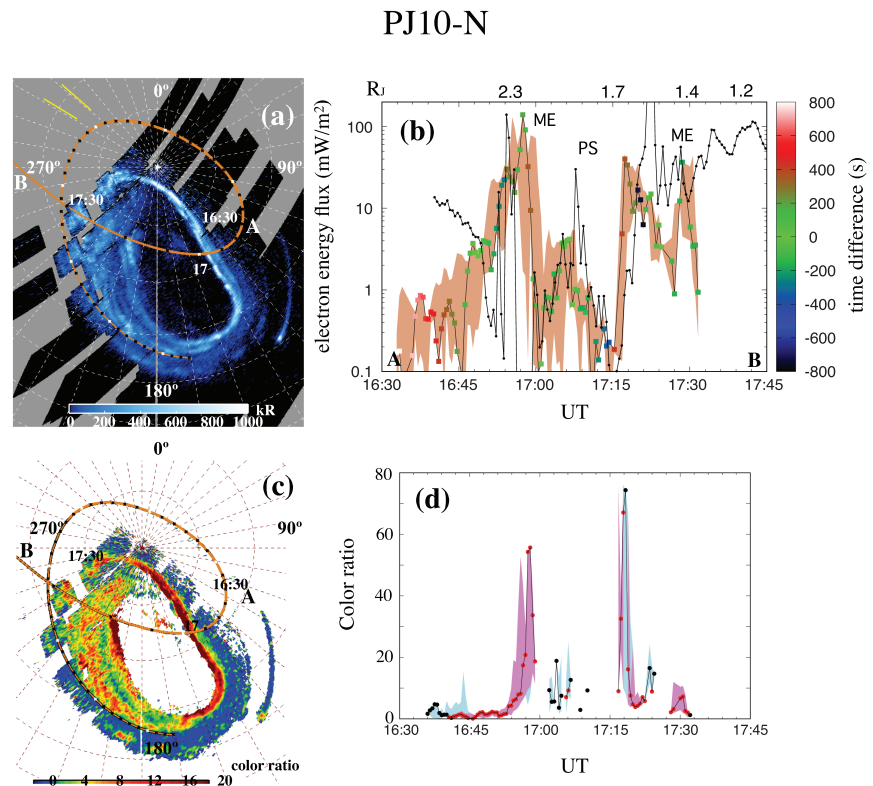 PJ10-N
(a)
0º
270º
90º
B
17:30
16:30
A
17
180º
kR
0 200 400 600 800 1000
(b)
RJ
2.3 1.7 1.4 1.2
ME
PS
ME
electron energy flux (mW/m²)
100
10
1
0.1
A
B
16:30 16:45 17:00 17:15 17:30 17:45
UT
800
600
400
200
0
-200
-400
-600
-800
time difference (s)
(c)
0º
270º
90º
B
17:30
16:30
A
17
180º
color ratio
0 4 8 12 16 20
(d)
Color ratio
80
60
40
20
0
16:30 16:45 17:00 17:15 17:30 17:45
UT